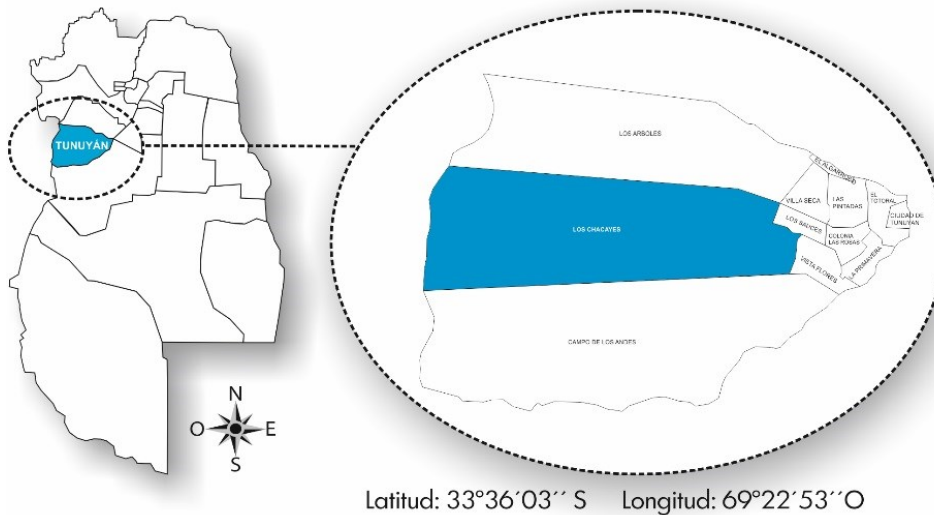 TUNUYÁN
N
O
E
S
LOS ARBOLES
EL ALGARROBO
VILLA SECA
LAS
PINTADAS
EL
TOTORAL
CIUDAD DE
TUNUYAN
LOS SAUCES
COLONIA
LAS ROSAS
LA PRIMAVERA
VISTA FLORES
LOS CHACAYES
CAMPO DE LOS ANDES
Latitud: 33°36´03´´ S Longitud: 69°22´53´´O